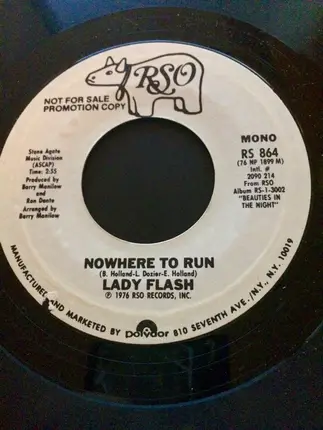 RSO
NOT FOR SALE
PROMOTION COPY
Stone Agate
Music Division
(ASCAP)
Time: 2:55
Produced by
Barry Manilow
and
Ron Dante
Arranged by
Barry Manilow
MONO
RS 864
(76 NP 1899 M)
Intl. #
2090 214
From RSO
Album RS-1-3002
"BEAUTIES IN
THE NIGHT"
NOWHERE TO RUN
(B. Holland-L. Dozier-E. Holland)
LADY FLASH
℗ 1976 RSO RECORDS, INC.
MANUFACTURED AND MARKETED BY Polydor 810 SEVENTH AVE./N.Y., N.Y. 10019